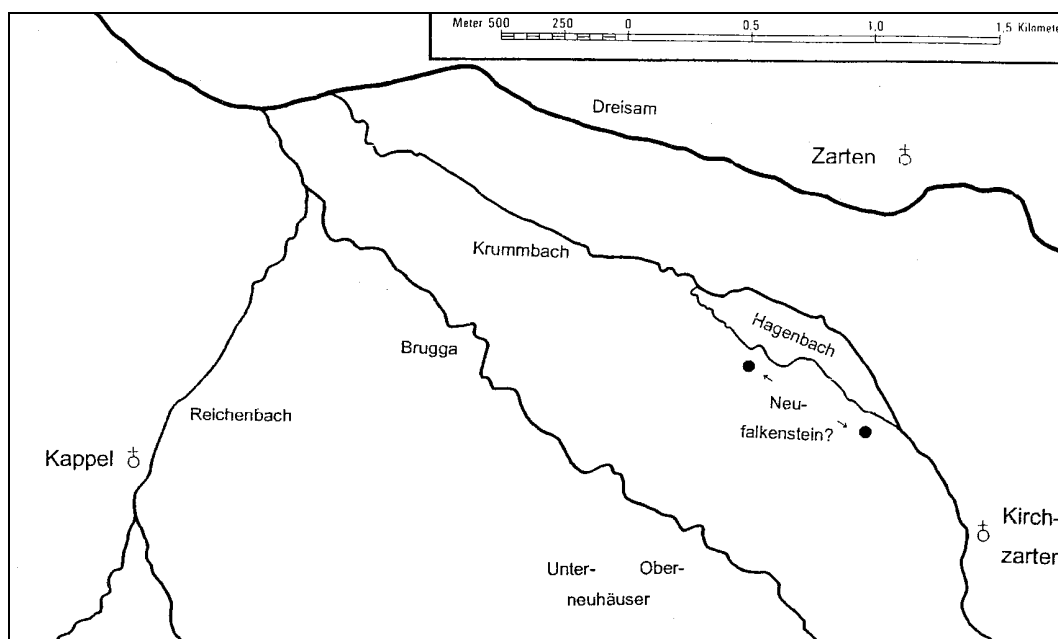 Meter 500 250 0 0.5 1,0 1,5 Kilometer
Dreisam
Zarten
Krummbach
Hagenbach
Brugga
Neu-
falkenstein?
Reichenbach
Kappel
Kirch-
zarten
Unter- Ober-
neuhäuser